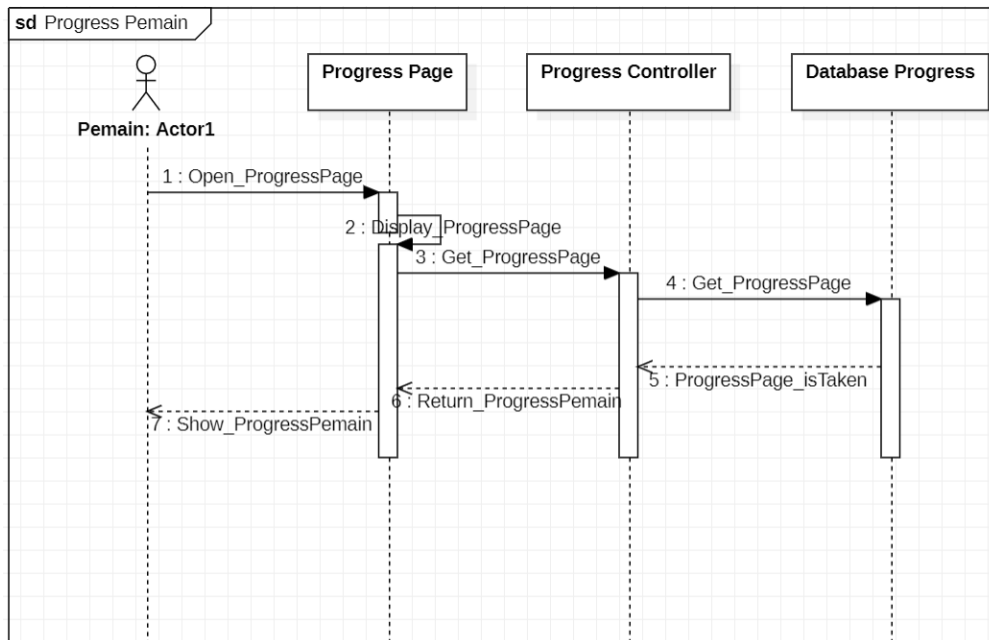 sd Progress Pemain
Progress Page
Progress Controller
Database Progress
Pemain: Actor1
1 : Open_ProgressPage
2 : Display_ProgressPage
3 : Get_ProgressPage
4 : Get_ProgressPage
5 : ProgressPage_isTaken
6 : Return_ProgressPemain
7 : Show_ProgressPemain